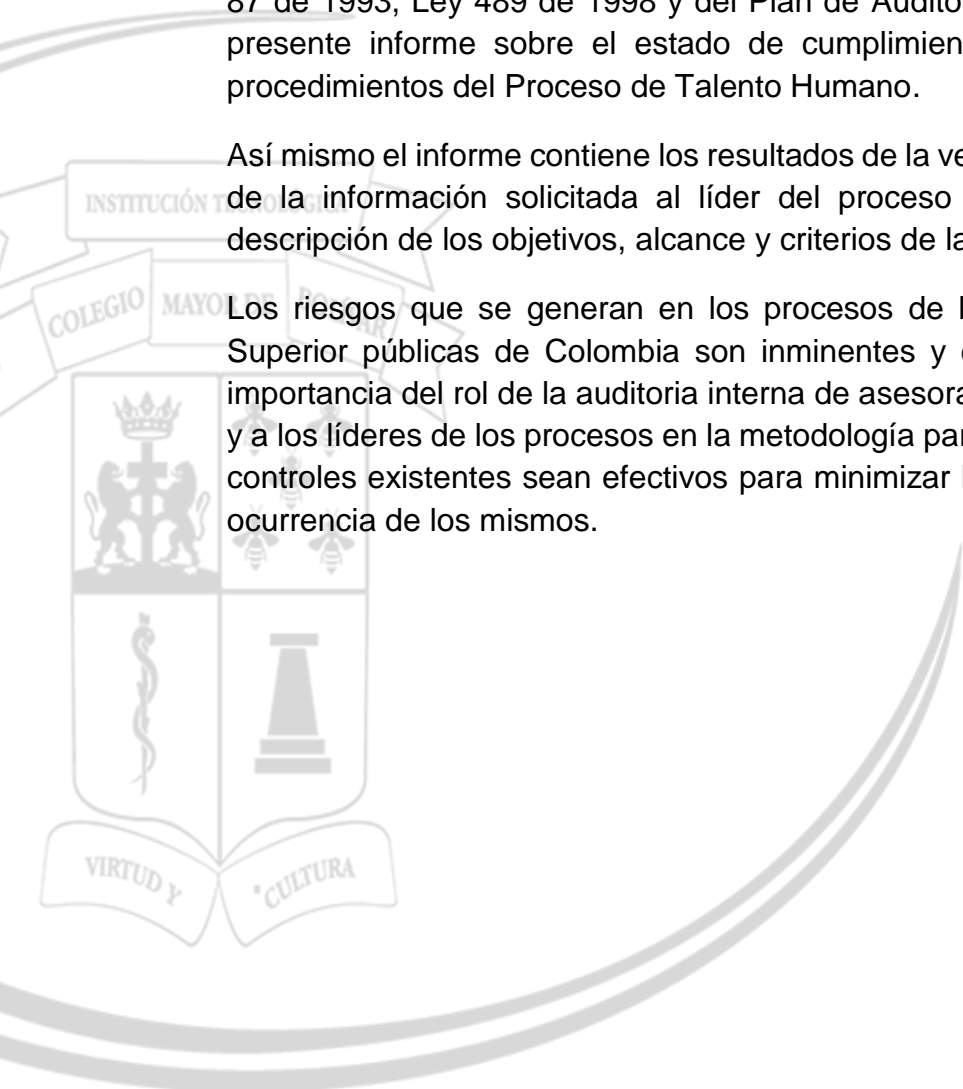 87 de 1993, Ley 489 de 1998 y del Plan de Audito
presente informe sobre el estado de cumplimien
procedimientos del Proceso de Talento Humano.
Así mismo el informe contiene los resultados de la ve
de la información solicitada al líder del proceso
descripción de los objetivos, alcance y criterios de la
Los riesgos que se generan en los procesos de
Superior públicas de Colombia son inminentes y
importancia del rol de la auditoria interna de asesora
y a los líderes de los procesos en la metodología par
controles existentes sean efectivos para minimizar
ocurrencia de los mismos.
INSTITUCIÓN TECNOLÓGICA
COLEGIO MAYOR DE BOLÍVAR
VIRTUD Y CULTURA